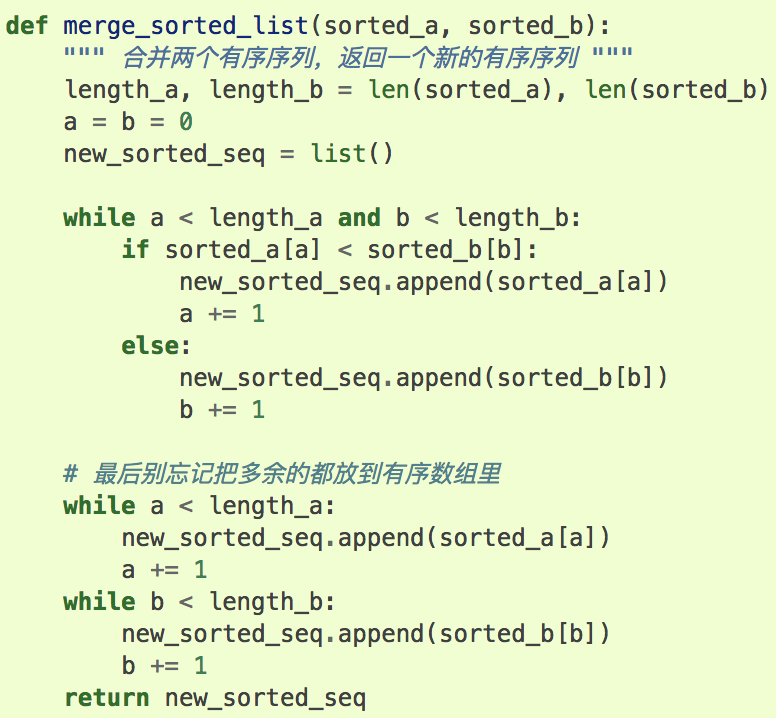 def merge_sorted_list(sorted_a, sorted_b):
    """ 合并两个有序序列，返回一个新的有序序列 """
    length_a, length_b = len(sorted_a), len(sorted_b)
    a = b = 0
    new_sorted_seq = list()

    while a < length_a and b < length_b:
        if sorted_a[a] < sorted_b[b]:
            new_sorted_seq.append(sorted_a[a])
            a += 1
        else:
            new_sorted_seq.append(sorted_b[b])
            b += 1

    # 最后别忘记把多余的都放到有序数组里
    while a < length_a:
        new_sorted_seq.append(sorted_a[a])
        a += 1
    while b < length_b:
        new_sorted_seq.append(sorted_b[b])
        b += 1
    return new_sorted_seq